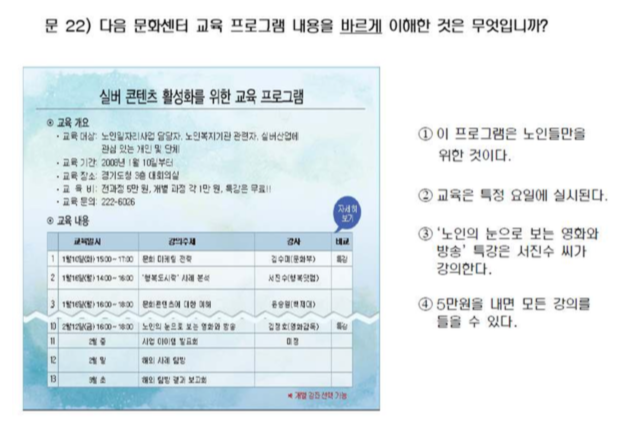 문 22) 다음 문화센터 교육 프로그램 내용을 바르게 이해한 것은 무엇입니까?
실버 콘텐츠 활성화를 위한 교육 프로그램
◎ 교육 개요
· 교육 대상: 노인일자리사업 담당자, 노인복지기관 관련자, 실버산업에
관심 있는 개인 및 단체
· 교육 기간: 2008년 1월 10일부터
· 교육 장소: 경기도청 3층 대회의실
· 교 육 비: 전과정 5만 원, 개별 과정 각 1만 원, 특강은 무료!!
· 교육 문의: 222-6026
자세히
보기
◎ 교육 내용
교육일시 강의주제 강사 비고
1 1월10일(화) 15:00~17:00 문화 마케팅 전략 김수미(문화부) 특강
2 1월16일(월) 14:00~16:00 '행복도시락' 사례 분석 서진수(행복닷컴)
3 1월16일(월) 16:00~18:00 문화콘텐츠에 대한 이해
10 2월12일(금) 16:00~18:00 노인의 눈으로 보는 영화와 방송 김정호(영화감독) 특강
11 2월 중 사업 아이템 발표회 미정
12 2월 말 해외 사례 탐방
13 3월 초 해외 탐방 결과 보고회
◀ 개별 강좌 선택 가능
① 이 프로그램은 노인들만을
위한 것이다.
② 교육은 특정 요일에 실시된다.
③ '노인의 눈으로 보는 영화와
방송' 특강은 서진수 씨가
강의한다.
④ 5만원을 내면 모든 강의를
들을 수 있다.